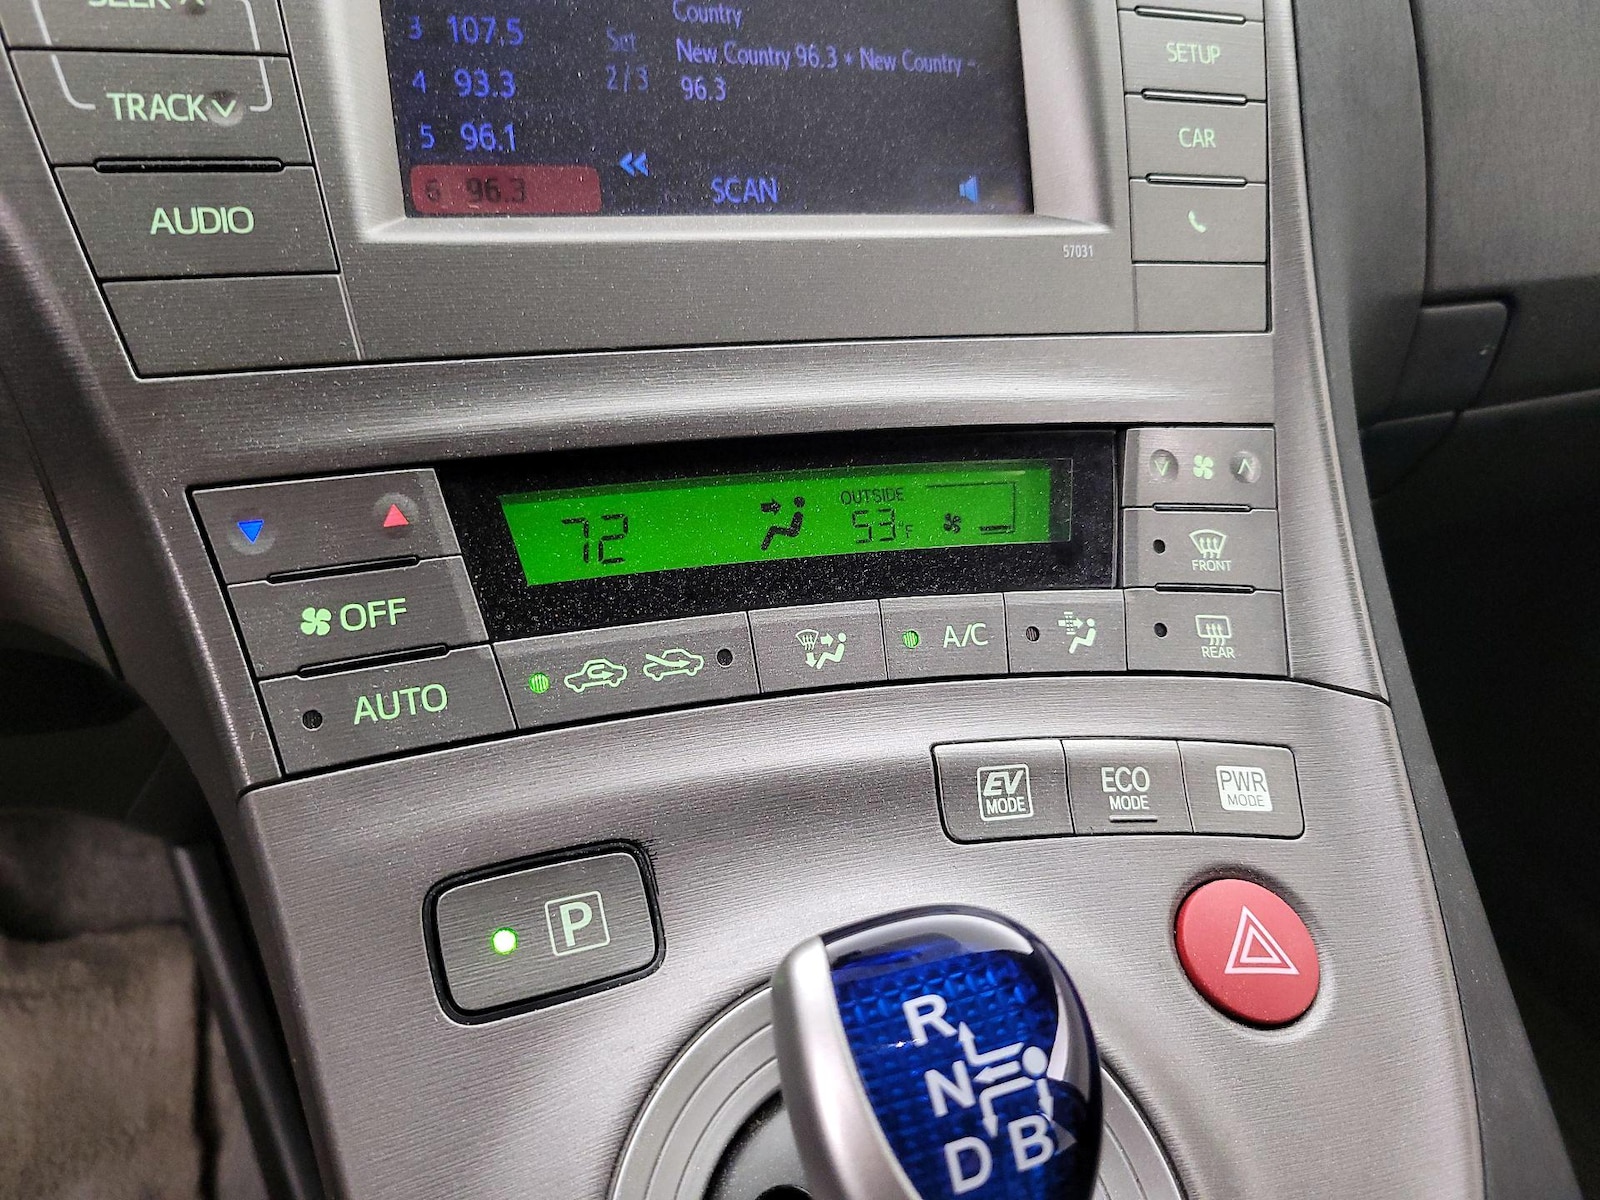 SEEK
TRACK
AUDIO
3 107.5
4 93.3
5 96.1
6 96.3
Set
2/3
Country
New Country 96.3 * New Country -
96.3
SCAN
SETUP
CAR
57031
72
OUTSIDE
53°F
OFF
AUTO
A/C
FRONT
REAR
EV
MODE
ECO
MODE
PWR
MODE
P
R
N
D B